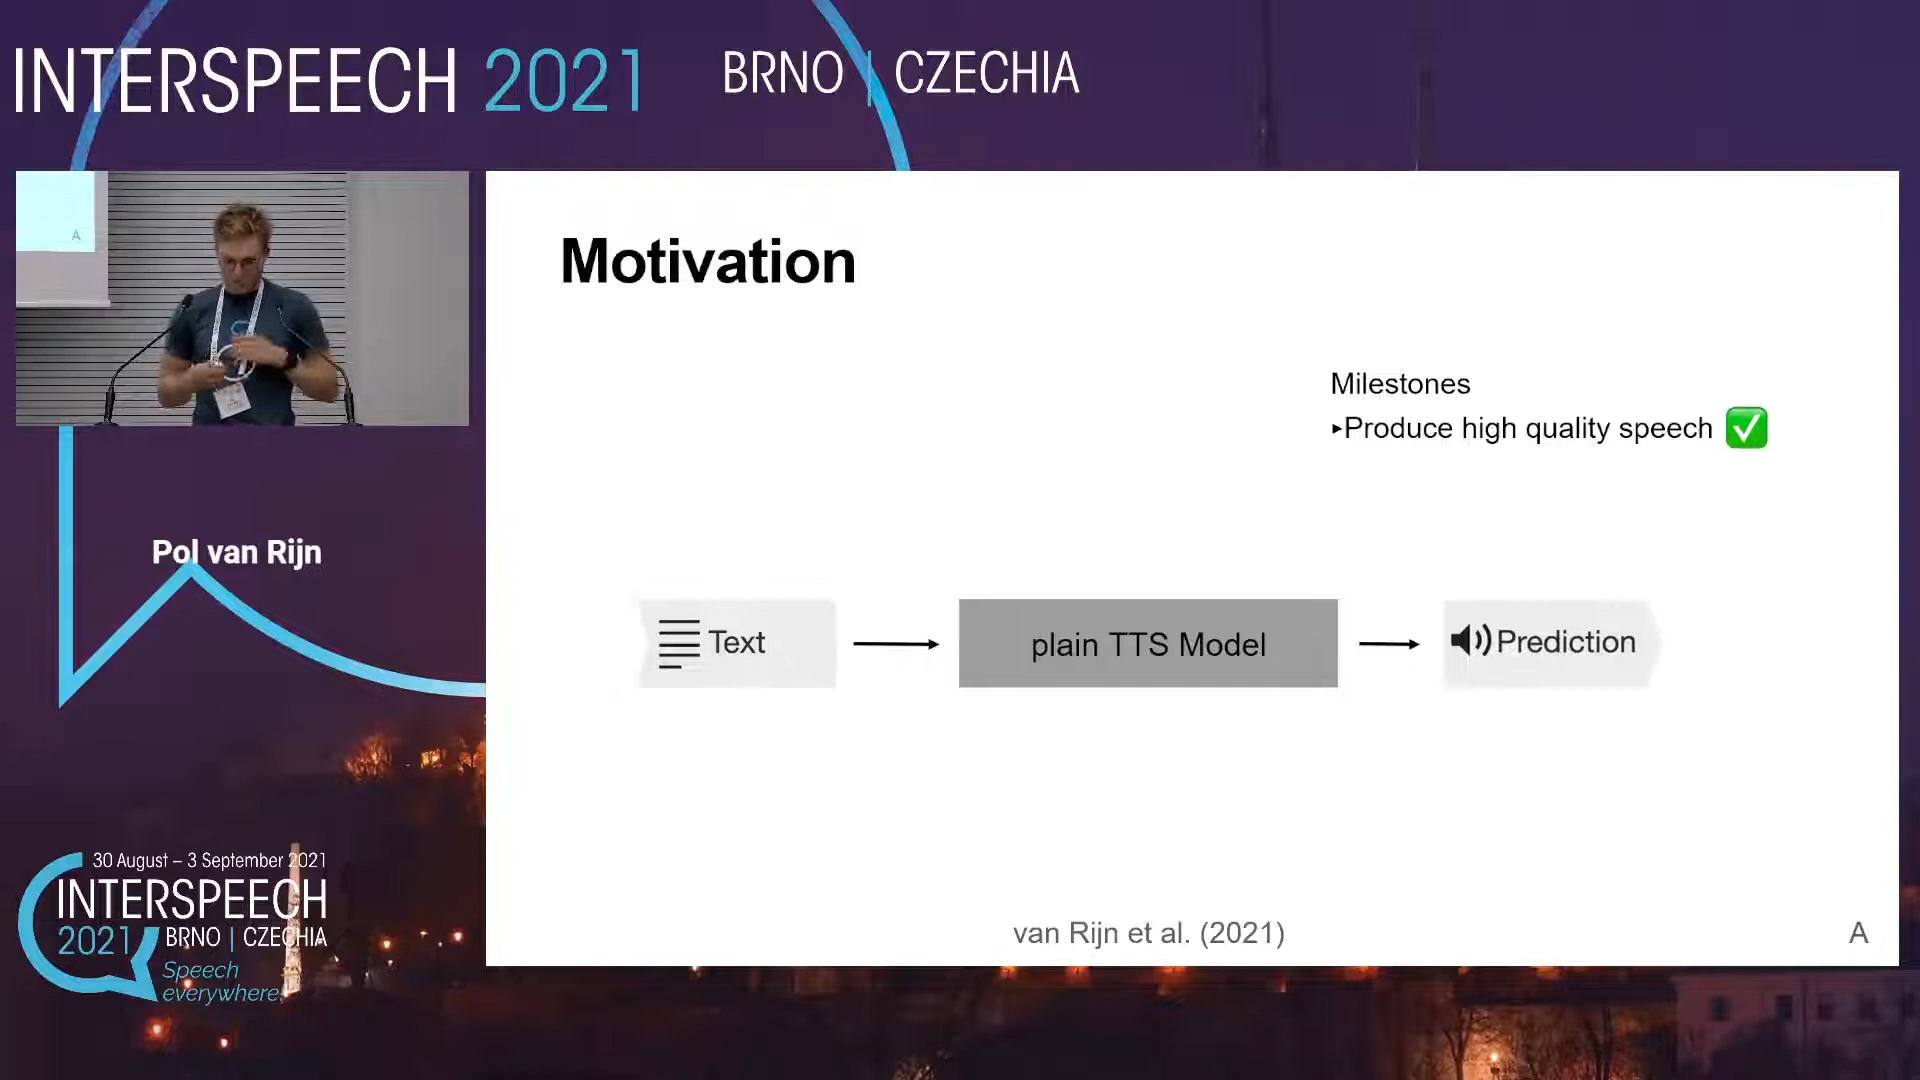 INTERSPEECH 2021
BRNO | CZECHIA
A
Motivation
Milestones
▸Produce high quality speech
Pol van Rijn
Text
plain TTS Model
Prediction
30 August – 3 September 2021
INTERSPEECH
2021
BRNO | CZECHIA
Speech
everywhere!
van Rijn et al. (2021)
A